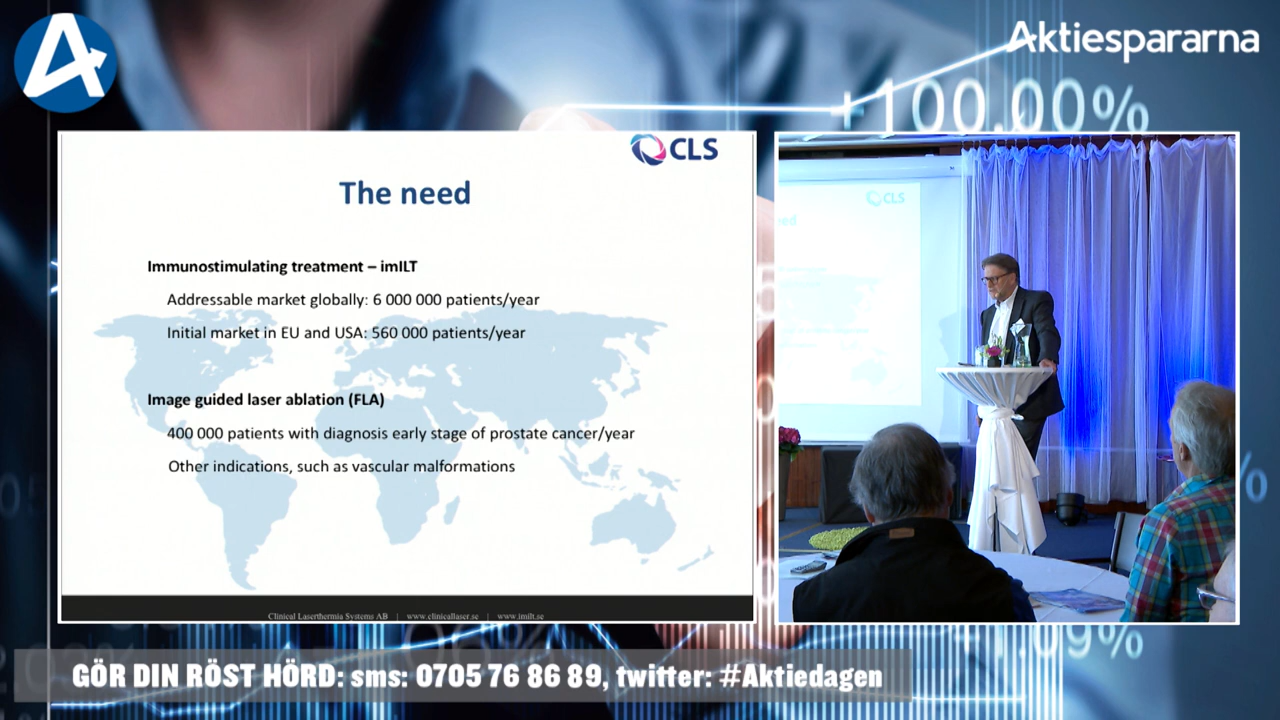 Aktiespararna
+100.00%
CLS
The need
Immunostimulating treatment – imILT
Addressable market globally: 6 000 000 patients/year
Initial market in EU and USA: 560 000 patients/year
Image guided laser ablation (FLA)
400 000 patients with diagnosis early stage of prostate cancer/year
Other indications, such as vascular malformations
Clinical Laserthermia Systems AB | www.clinicallaser.se | www.imilt.se
CLS
+1.09%
GÖR DIN RÖST HÖRD: sms: 0705 76 86 89, twitter: #Aktiedagen